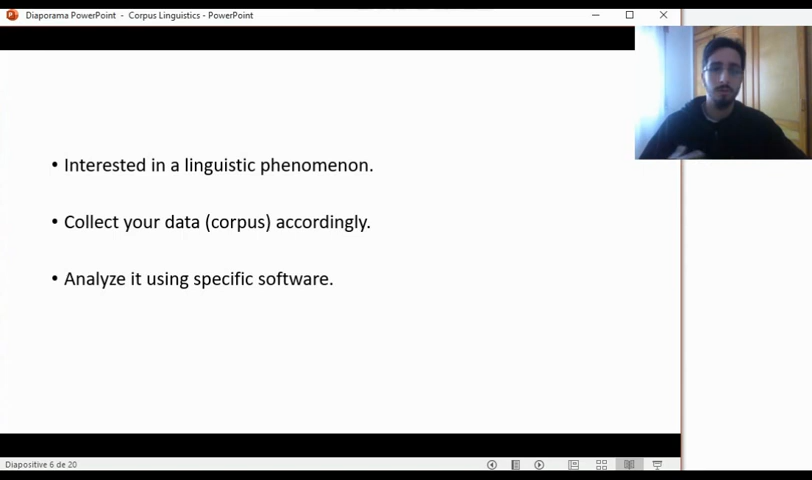 Diaporama PowerPoint - Corpus Linguistics - PowerPoint
• Interested in a linguistic phenomenon.
• Collect your data (corpus) accordingly.
• Analyze it using specific software.
Diapositive 6 de 20